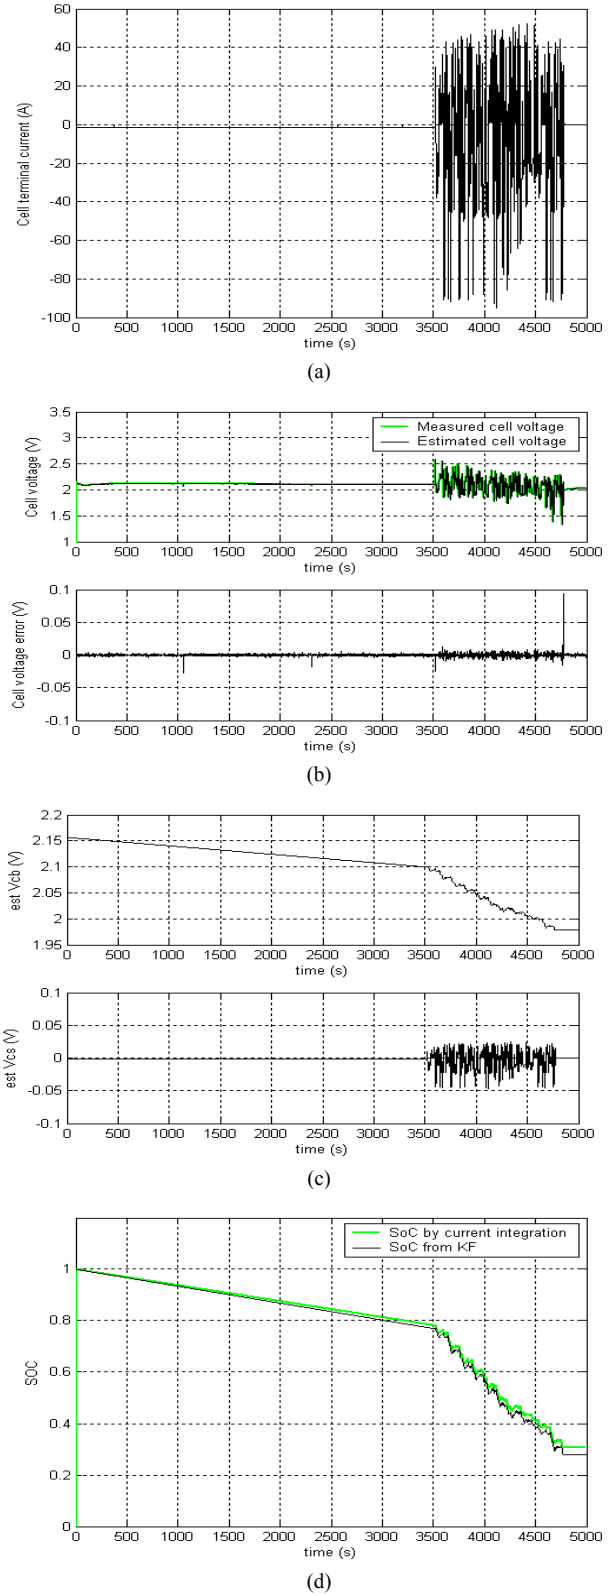 60
40
20
0
-20
-40
-60
-80
-100
Cell terminal current (A)
0 500 1000 1500 2000 2500 3000 3500 4000 4500 5000
time (s)
(a)
3.5
3
2.5
2
1.5
1
Cell voltage (V)
Measured cell voltage
Estimated cell voltage
0 500 1000 1500 2000 2500 3000 3500 4000 4500 5000
time (s)
0.1
0.05
0
-0.05
-0.1
Cell voltage error (V)
0 500 1000 1500 2000 2500 3000 3500 4000 4500 5000
time (s)
(b)
2.2
2.15
2.1
2.05
2
1.95
est Vcb (V)
0 500 1000 1500 2000 2500 3000 3500 4000 4500 5000
time (s)
0.1
0.05
0
-0.05
-0.1
est Vcs (V)
0 500 1000 1500 2000 2500 3000 3500 4000 4500 5000
time (s)
(c)
SoC by current integration
SoC from KF
1
0.8
0.6
0.4
0.2
0
SOC
0 500 1000 1500 2000 2500 3000 3500 4000 4500 5000
time (s)
(d)